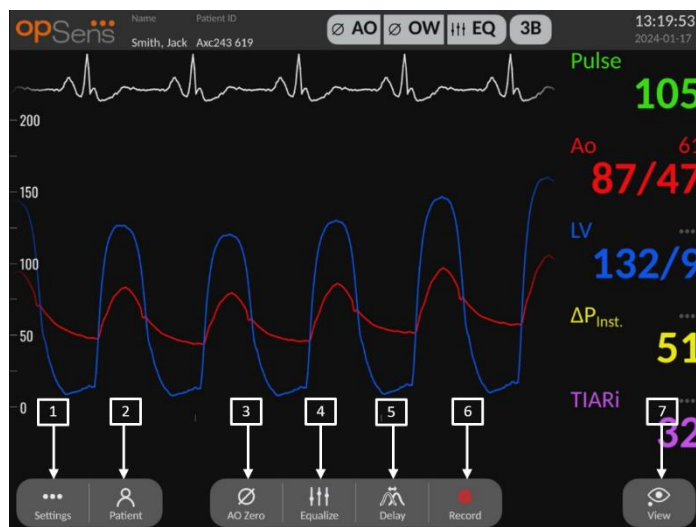 opSens
Name
Patient ID
Smith, Jack
Axc243 619
Ø AO
Ø OW
EQ
3B
13:19:53
2024-01-17
Pulse
105
200
Ao
61
87/47
150
LV
132/9
100
ΔPInst.
51
50
TIARi
32
0
1
2
3
4
5
6
7
Settings
Patient
AO Zero
Equalize
Delay
Record
View